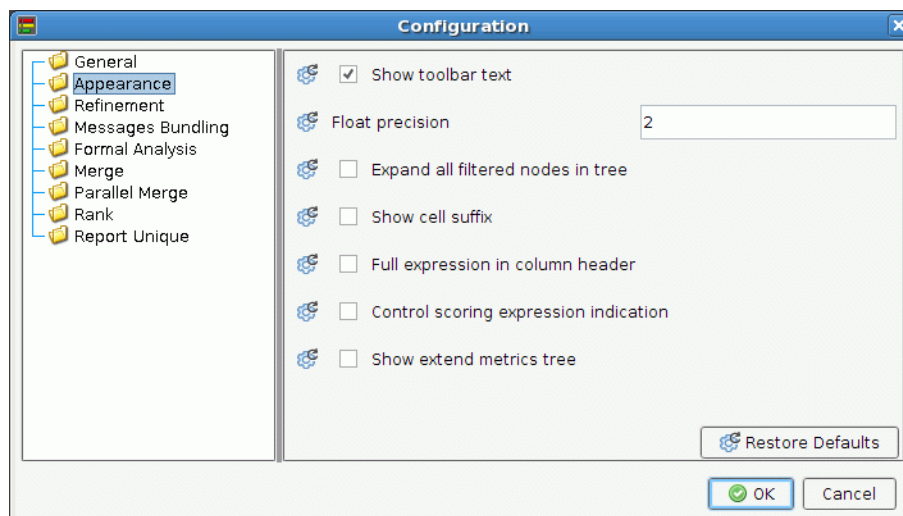 Configuration
General
Appearance
Refinement
Messages Bundling
Formal Analysis
Merge
Parallel Merge
Rank
Report Unique
Show toolbar text
Float precision 2
Expand all filtered nodes in tree
Show cell suffix
Full expression in column header
Control scoring expression indication
Show extend metrics tree
Restore Defaults
OK Cancel